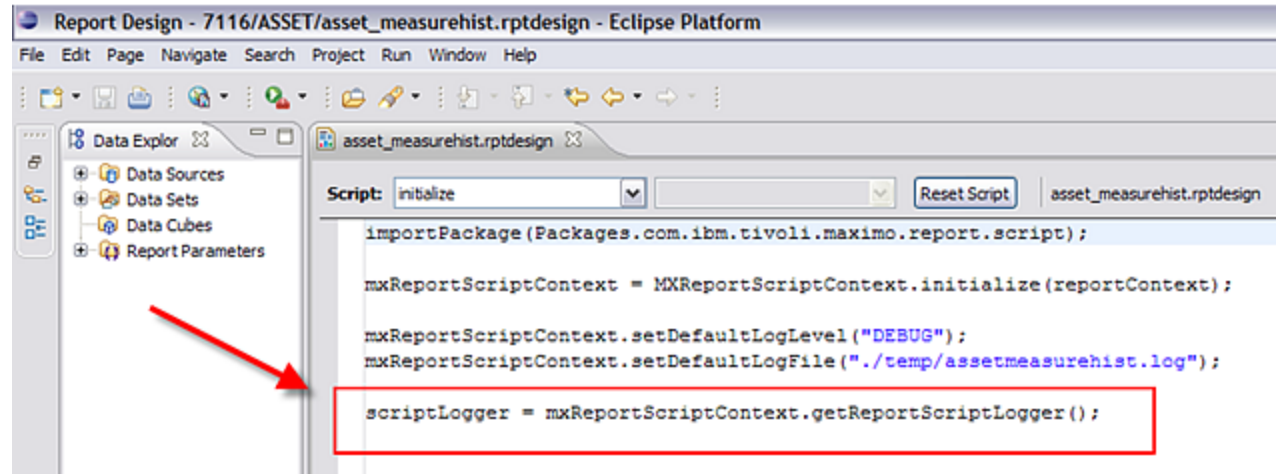 Report Design - 7116/ASSET/asset_measurehist.rptdesign - Eclipse Platform
File Edit Page Navigate Search Project Run Window Help
Data Explor
asset_measurehist.rptdesign
Data Sources
Data Sets
Data Cubes
Report Parameters
Script: initialize Reset Script asset_measurehist.rptdesign
importPackage(Packages.com.ibm.tivoli.maximo.report.script);
mxReportScriptContext = MXReportScriptContext.initialize(reportContext);
mxReportScriptContext.setDefaultLogLevel("DEBUG");
mxReportScriptContext.setDefaultLogFile("./temp/assetmeasurehist.log");
scriptLogger = mxReportScriptContext.getReportScriptLogger();